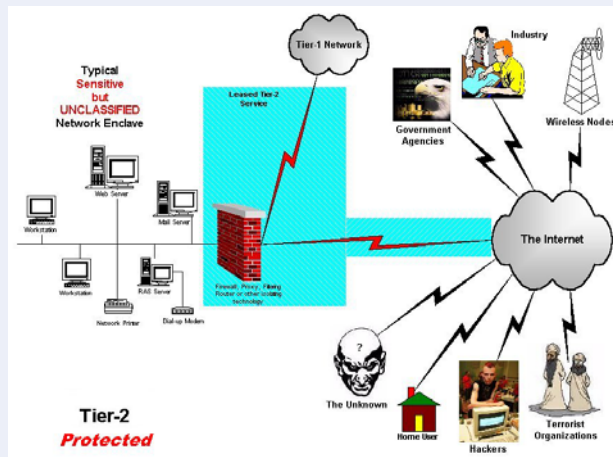 Typical
Sensitive
but
UNCLASSIFIED
Network Enclave
Tier-1 Network
Leased Tier-2
Service
Industry
Government
Agencies
Wireless Nodes
Web Server
Mail Server
Workstation
The Internet
Workstation
RAS Server
Network Printer
Dial-up Modem
Firewall, Proxy, Filtering
Router or other isolating
technology
?
The Unknown
Home User
Hackers
Terrorist
Organizations
Tier-2
Protected